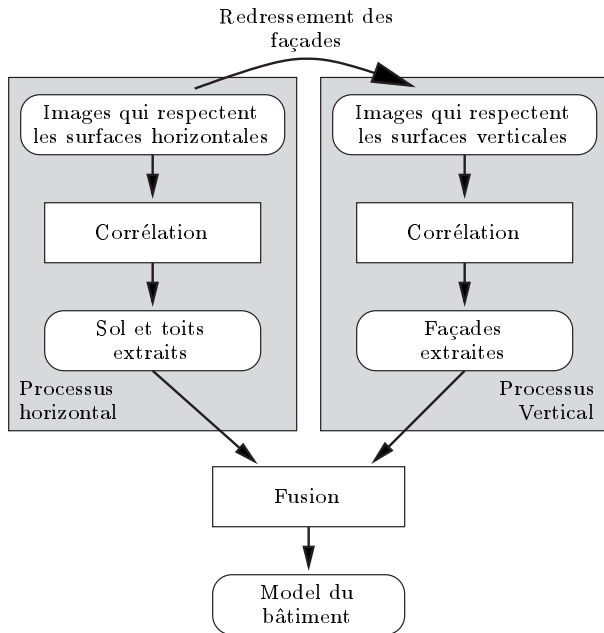 Redressement des
façades
Images qui respectent
les surfaces horizontales
Corrélation
Sol et toits
extraits
Processus
horizontal
Images qui respectent
les surfaces verticales
Corrélation
Façades
extraites
Processus
Vertical
Fusion
Model du
bâtiment